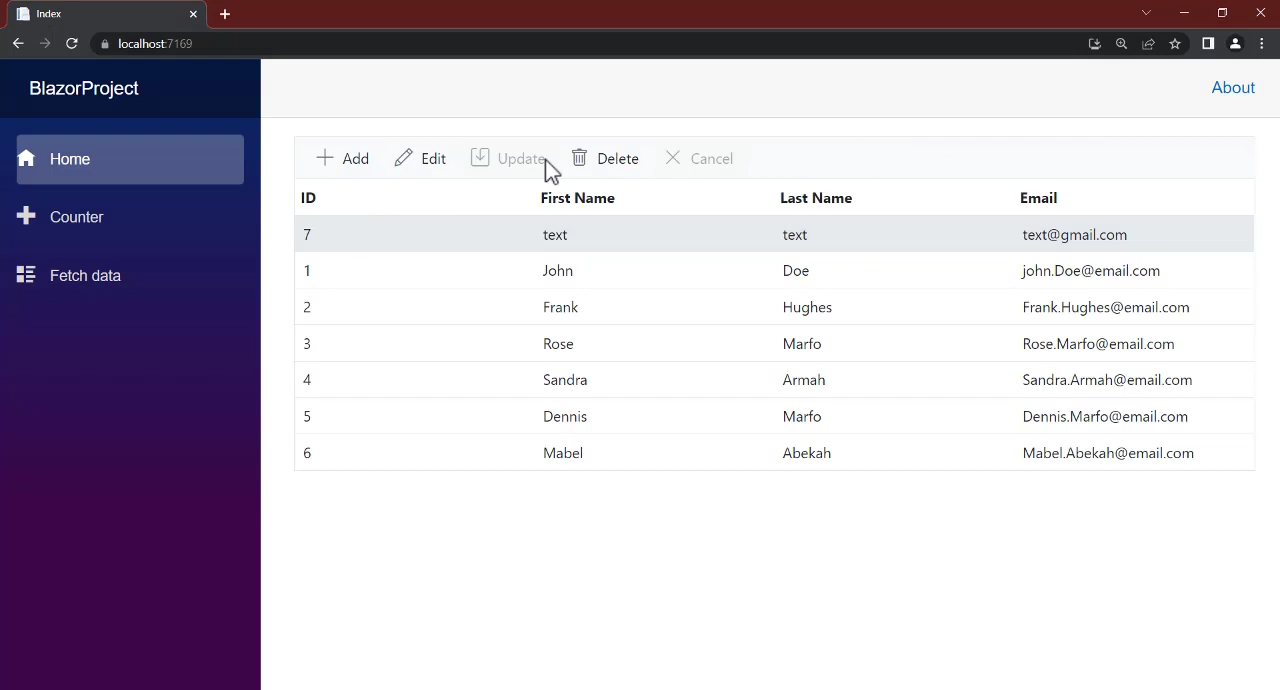 Index
localhost:7169
BlazorProject
About
Home
Counter
Fetch data
Add Edit Update Delete Cancel
ID First Name Last Name Email
7 text text text@gmail.com
1 John Doe john.Doe@email.com
2 Frank Hughes Frank.Hughes@email.com
3 Rose Marfo Rose.Marfo@email.com
4 Sandra Armah Sandra.Armah@email.com
5 Dennis Marfo Dennis.Marfo@email.com
6 Mabel Abekah Mabel.Abekah@email.com